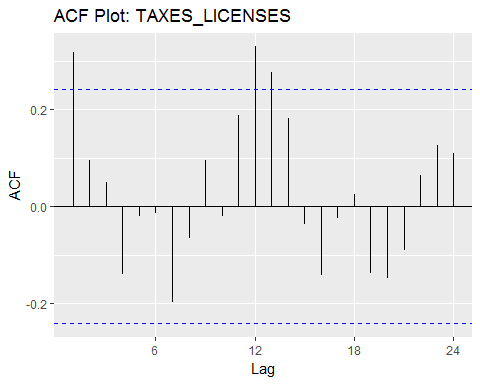 ACF Plot: TAXES_LICENSES
ACF
0.2
0.0
-0.2
6
12
18
24
Lag